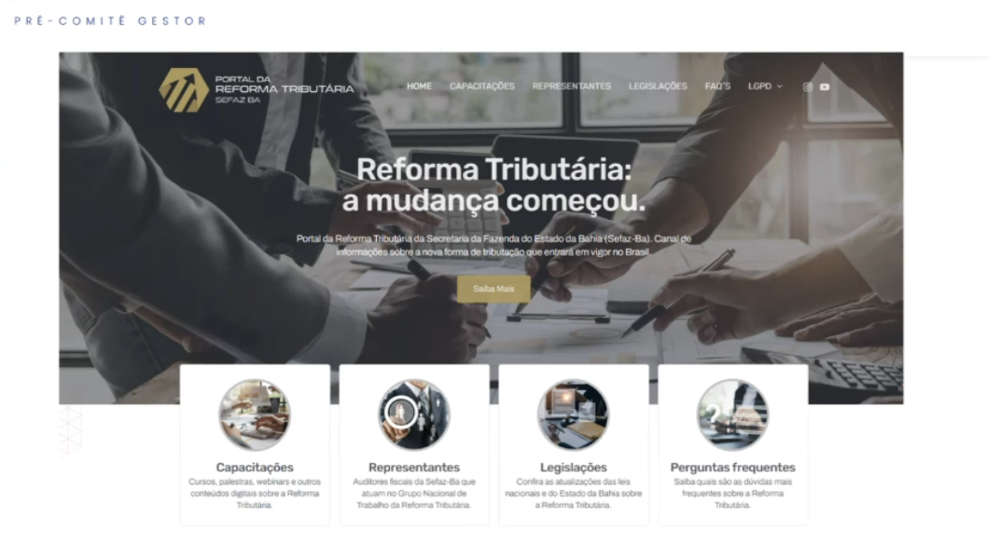 PRÉ-COMITÊ GESTOR
PORTAL DA
REFORMA TRIBUTÁRIA
SEFAZ BA
HOME CAPACITAÇÕES REPRESENTANTES LEGISLAÇÕES FAQ'S LGPD
Reforma Tributária:
a mudança começou.
Portal da Reforma Tributária da Secretaria da Fazenda do Estado da Bahia (Sefaz-Ba). Canal de
informações sobre a nova forma de tributação que entrará em vigor no Brasil.
Saiba Mais
Capacitações
Cursos, palestras, webinars e outros
conteúdos digitais sobre a Reforma
Tributária.
Representantes
Auditores fiscais da Sefaz-Ba que
atuam no Grupo Nacional de
Trabalho da Reforma Tributária.
Legislações
Confira as atualizações das leis
nacionais e do Estado da Bahia sobre
a Reforma Tributária.
Perguntas frequentes
Saiba quais são as dúvidas mais
frequentes sobre a Reforma
Tributária.